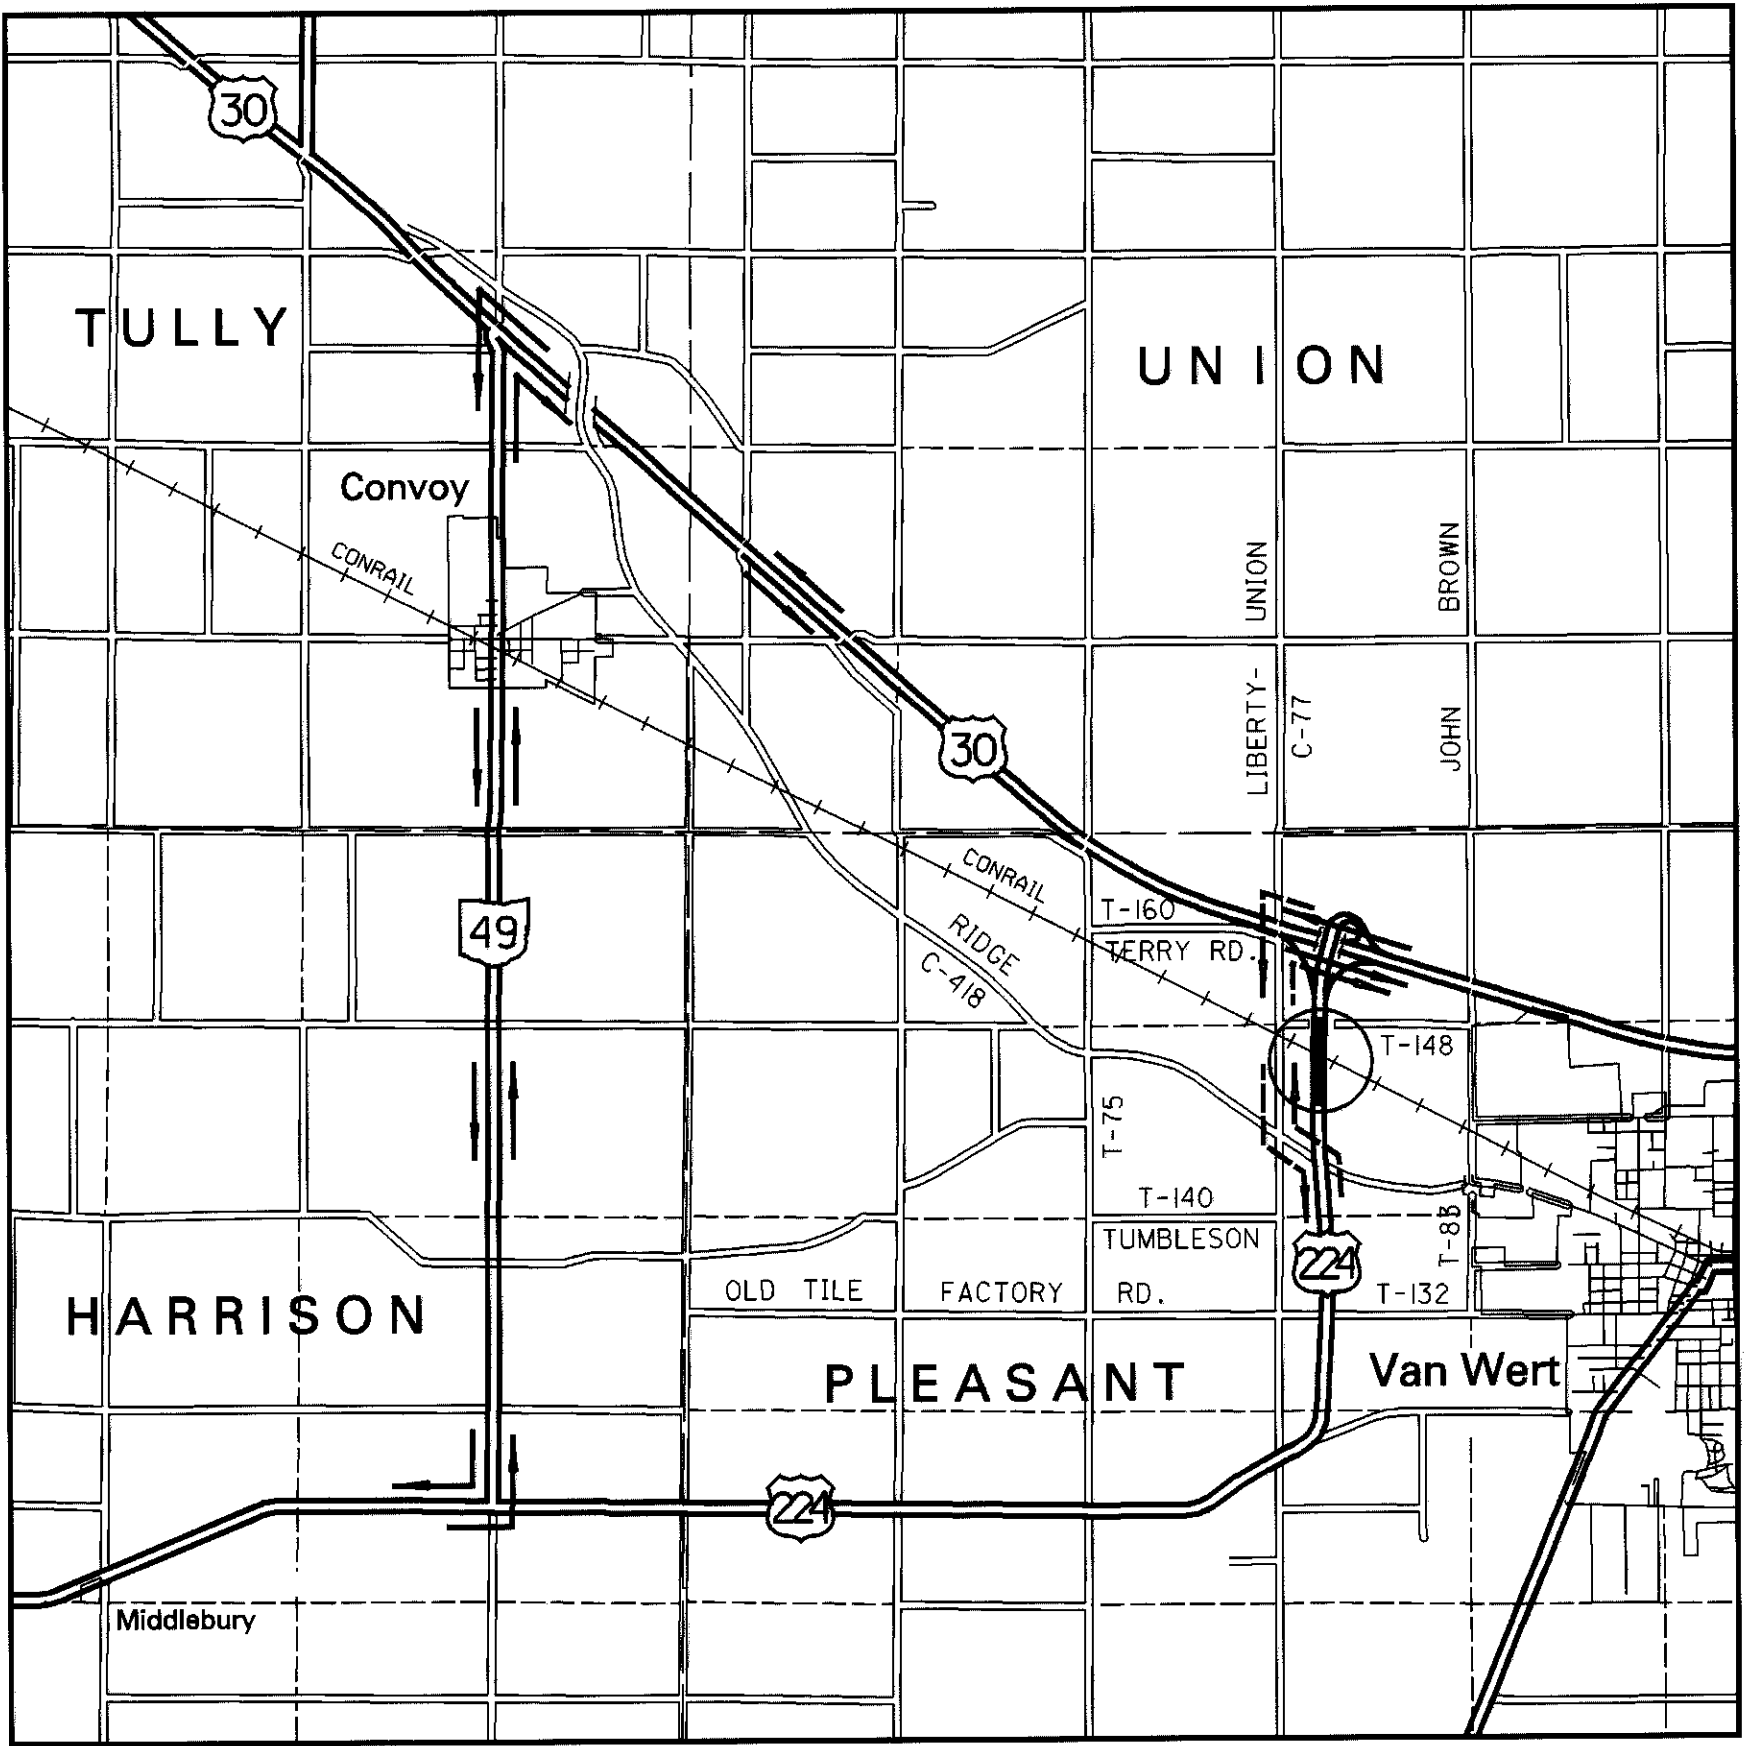 30
TULLY
UNION
Convoy
CONRAIL
UNION
BROWN
LIBERTY-
C-77
JOHN
30
CONRAIL
T-160
49
RIDGE
TERRY RD.
C-418
T-148
T-75
T-140
T-83
TUMBLESON
224
OLD TILE FACTORY RD.
T-132
HARRISON
PLEASANT
Van Wert
224
Middlebury